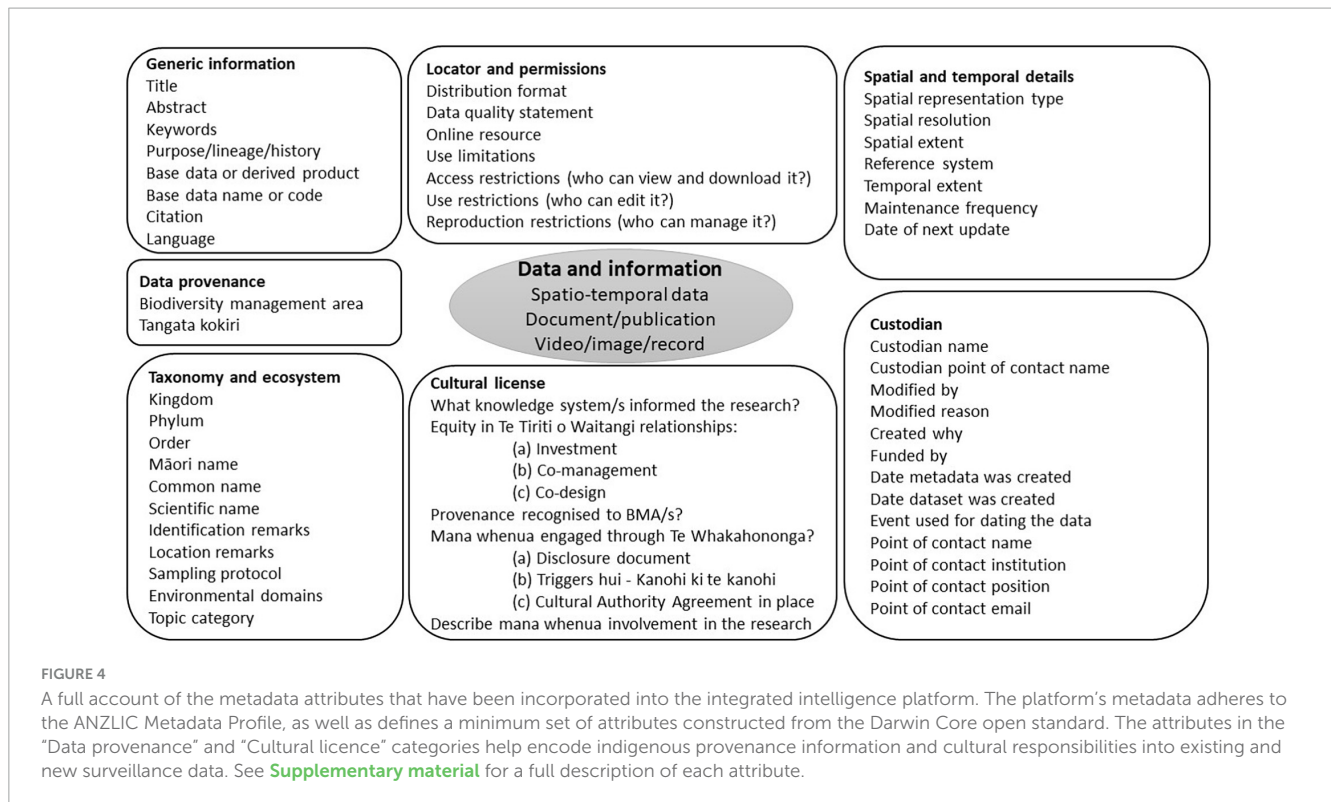 Generic information
Title
Abstract
Keywords
Purpose/lineage/history
Base data or derived product
Base data name or code
Citation
Language
Locator and permissions
Distribution format
Data quality statement
Online resource
Use limitations
Access restrictions (who can view and download it?)
Use restrictions (who can edit it?)
Reproduction restrictions (who can manage it?)
Spatial and temporal details
Spatial representation type
Spatial resolution
Spatial extent
Reference system
Temporal extent
Maintenance frequency
Date of next update
Data provenance
Biodiversity management area
Tangata kokiri
Data and information
Spatio-temporal data
Document/publication
Video/image/record
Taxonomy and ecosystem
Kingdom
Phylum
Order
Māori name
Common name
Scientific name
Identification remarks
Location remarks
Sampling protocol
Environmental domains
Topic category
Cultural license
What knowledge system/s informed the research?
Equity in Te Tiriti o Waitangi relationships:
(a) Investment
(b) Co-management
(c) Co-design
Provenance recognised to BMA/s?
Mana whenua engaged through Te Whakahononga?
(a) Disclosure document
(b) Triggers hui - Kanohi ki te kanohi
(c) Cultural Authority Agreement in place
Describe mana whenua involvement in the research
Custodian
Custodian name
Custodian point of contact name
Modified by
Modified reason
Created why
Funded by
Date metadata was created
Date dataset was created
Event used for dating the data
Point of contact name
Point of contact institution
Point of contact position
Point of contact email
FIGURE 4
A full account of the metadata attributes that have been incorporated into the integrated intelligence platform. The platform’s metadata adheres to
the ANZLIC Metadata Profile, as well as defines a minimum set of attributes constructed from the Darwin Core open standard. The attributes in the
“Data provenance” and “Cultural licence” categories help encode indigenous provenance information and cultural responsibilities into existing and
new surveillance data. See Supplementary material for a full description of each attribute.